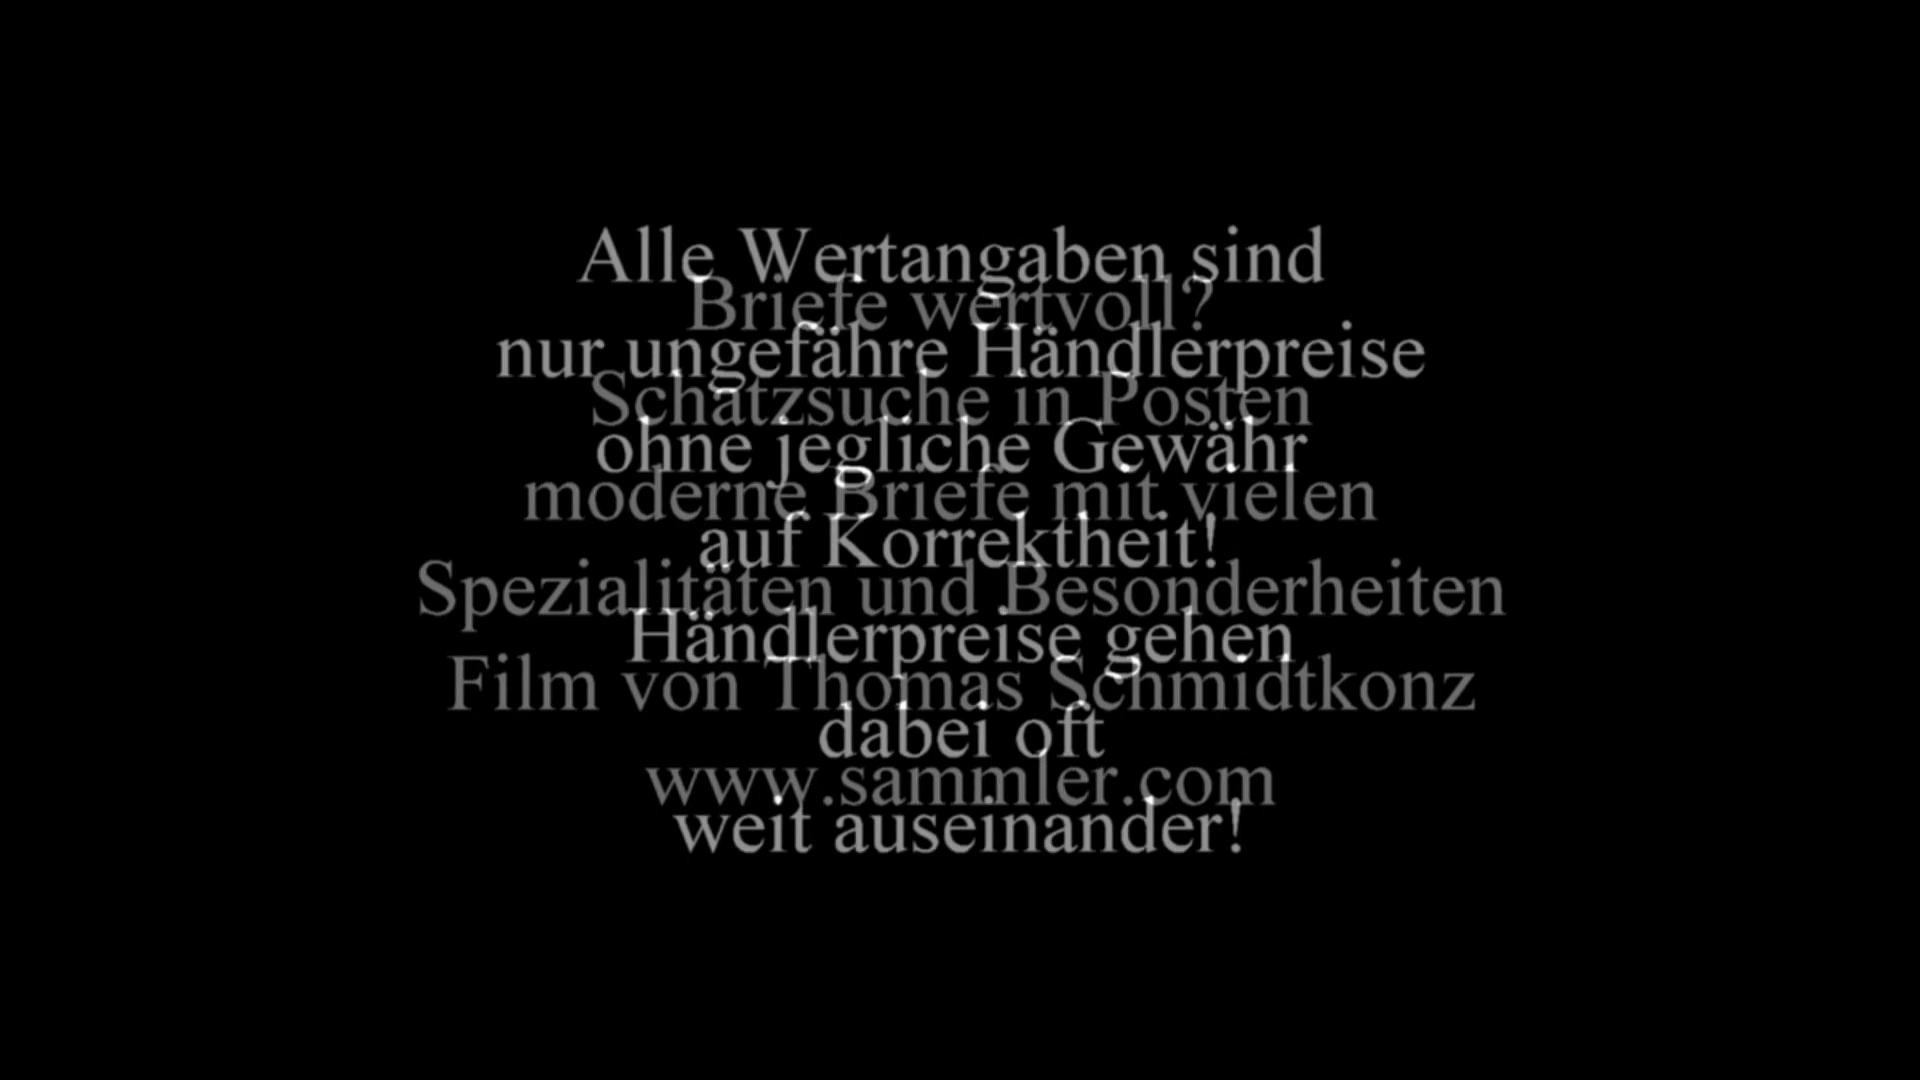 Alle Wertangaben sind
Briefe wertvoll?
nur ungefähre Händlerpreise
Schatzsuche in Posten
ohne jegliche Gewähr
moderne Briefe mit vielen
auf Korrektheit!
Spezialitäten und Besonderheiten
Händlerpreise gehen
Film von Thomas Schmidtkonz
dabei oft
www.sammler.com
weit auseinander!